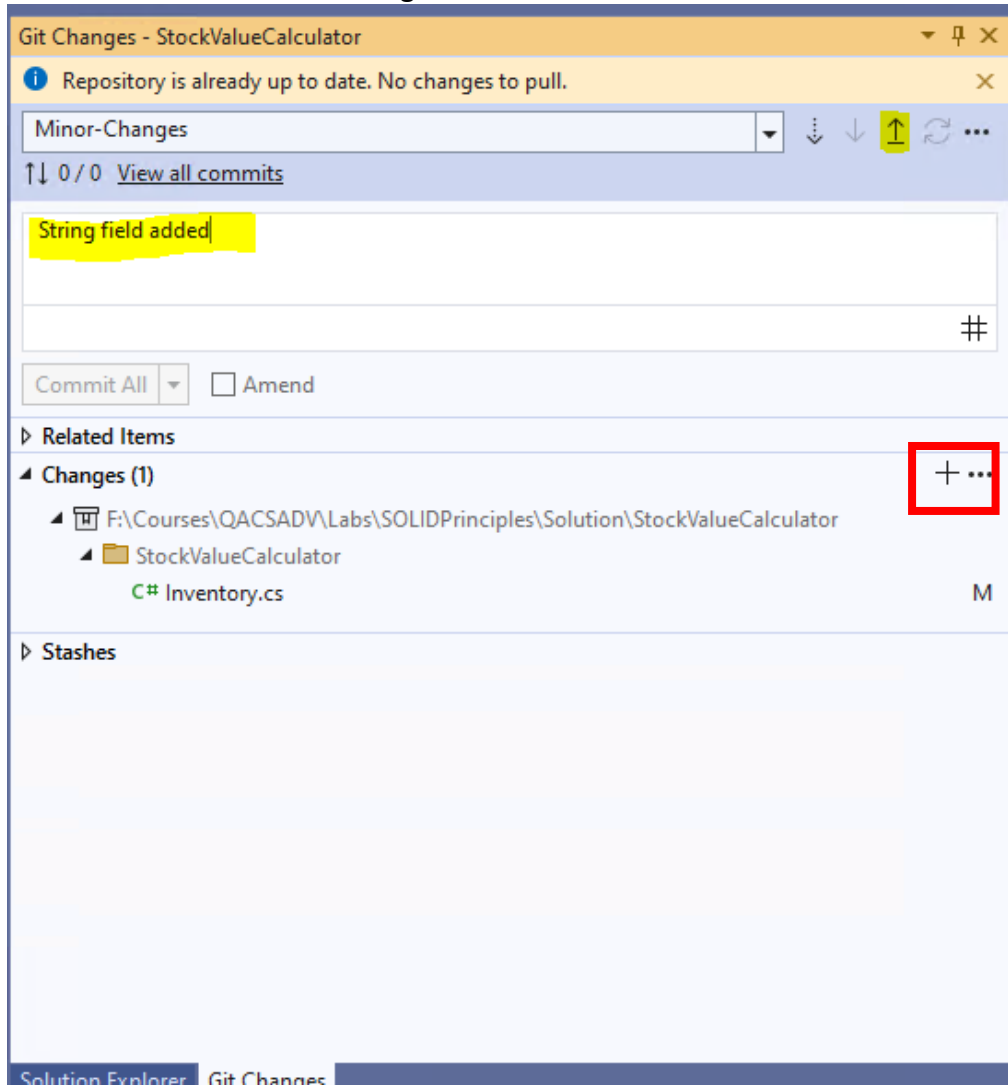 Git Changes - StockValueCalculator
Repository is already up to date. No changes to pull.
Minor-Changes
0 / 0 View all commits
String field added
#
Commit All Amend
Related Items
Changes (1)
F:\Courses\QACSADV\Labs\SOLIDPrinciples\Solution\StockValueCalculator
StockValueCalculator
C# Inventory.cs M
Stashes
Solution Explorer Git Changes